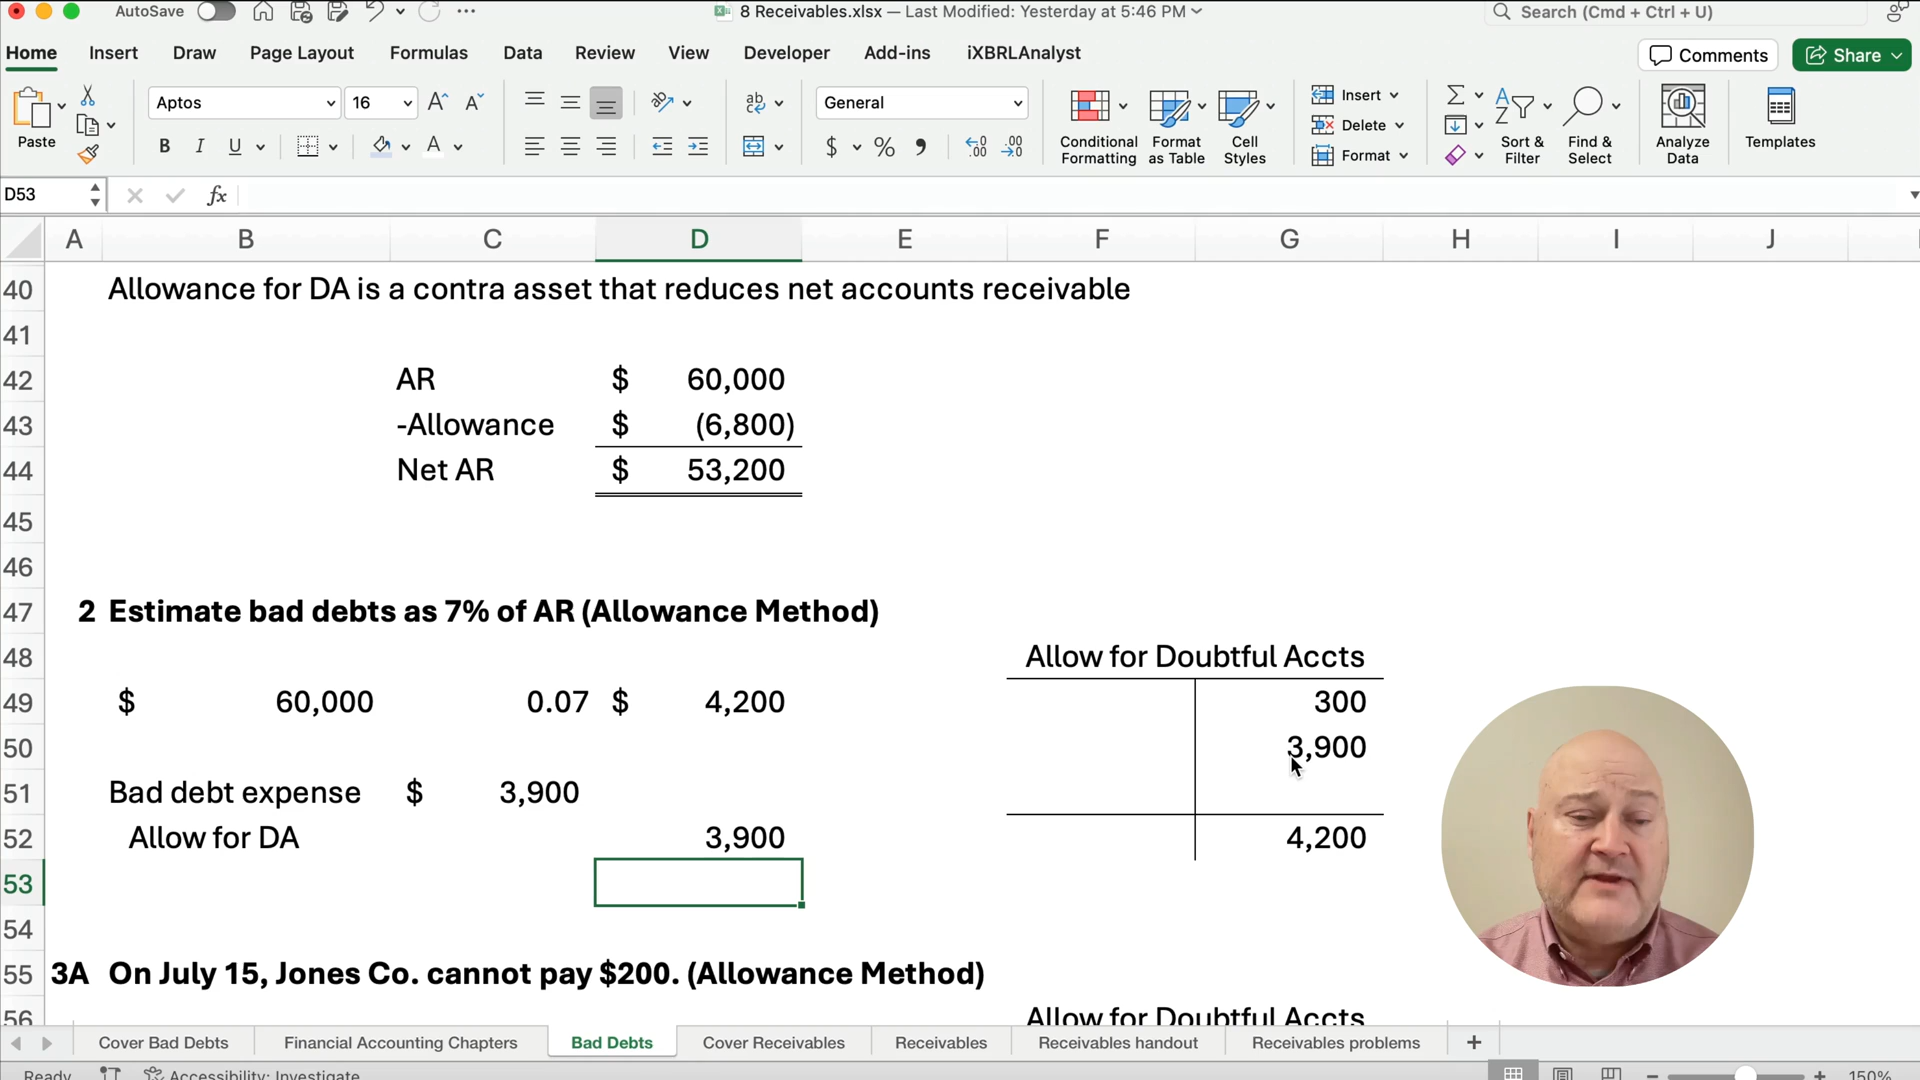 AutoSave
8 Receivables.xlsx — Last Modified: Yesterday at 5:46 PM
Search (Cmd + Ctrl + U)
Home Insert Draw Page Layout Formulas Data Review View Developer Add-ins iXBRLAnalyst
Comments Share
Paste
Aptos 16
B I U
General
$ %
Conditional Formatting
Format as Table
Cell Styles
Insert
Delete
Format
Sort & Filter
Find & Select
Analyze Data
Templates
D53 fx
A B C D E F G H I J
40 Allowance for DA is a contra asset that reduces net accounts receivable
41
42 AR $ 60,000
43 -Allowance $ (6,800)
44 Net AR $ 53,200
45
46
47 2 Estimate bad debts as 7% of AR (Allowance Method)
48 Allow for Doubtful Accts
49 $ 60,000 0.07 $ 4,200 300
50 3,900
51 Bad debt expense $ 3,900
52 Allow for DA 3,900 4,200
53
54
55 3A On July 15, Jones Co. cannot pay $200. (Allowance Method)
56 Allow for Doubtful Accts
Cover Bad Debts Financial Accounting Chapters Bad Debts Cover Receivables Receivables Receivables handout Receivables problems +
Ready Accessibility: Investigate 150%